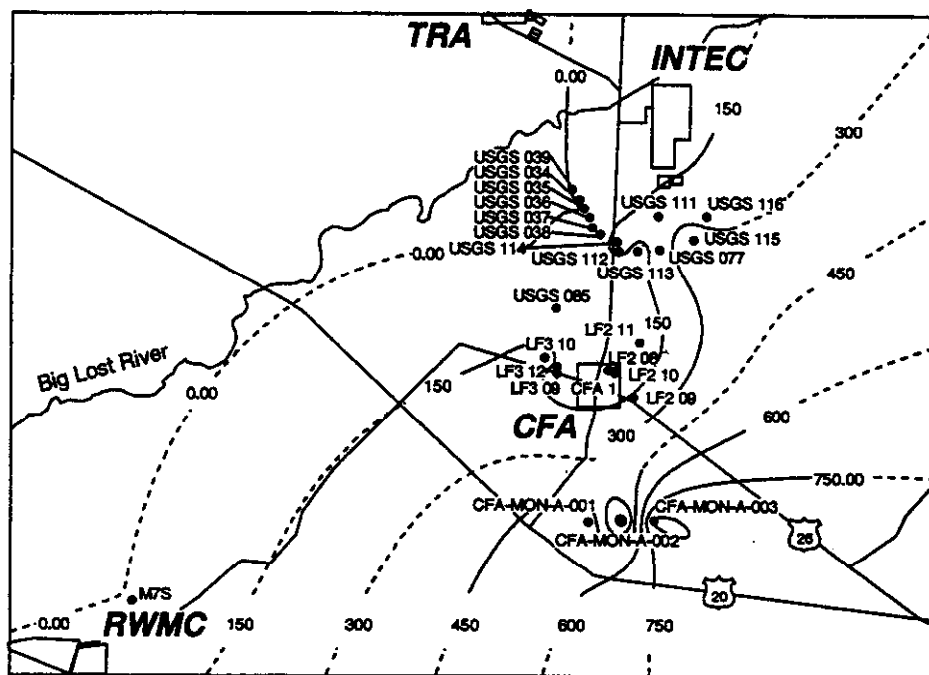 TRA
INTEC
0.00
150
300
USGS 039
USGS 034
USGS 035
USGS 036
USGS 037
USGS 038
USGS 114
USGS 111
USGS 116
USGS 115
USGS 112
USGS 077
USGS 113
0.00
450
USGS 085
150
LF2 11
LF3 10
LF2 08
Big Lost River
LF3 12
LF2 10
150
CFA 1
LF3 09
LF2 09
0.00
CFA
300
600
750.00
CFA-MON-A-001
CFA-MON-A-003
CFA-MON-A-002
26
M7S
20
0.00
RWMC
150
300
450
600
750